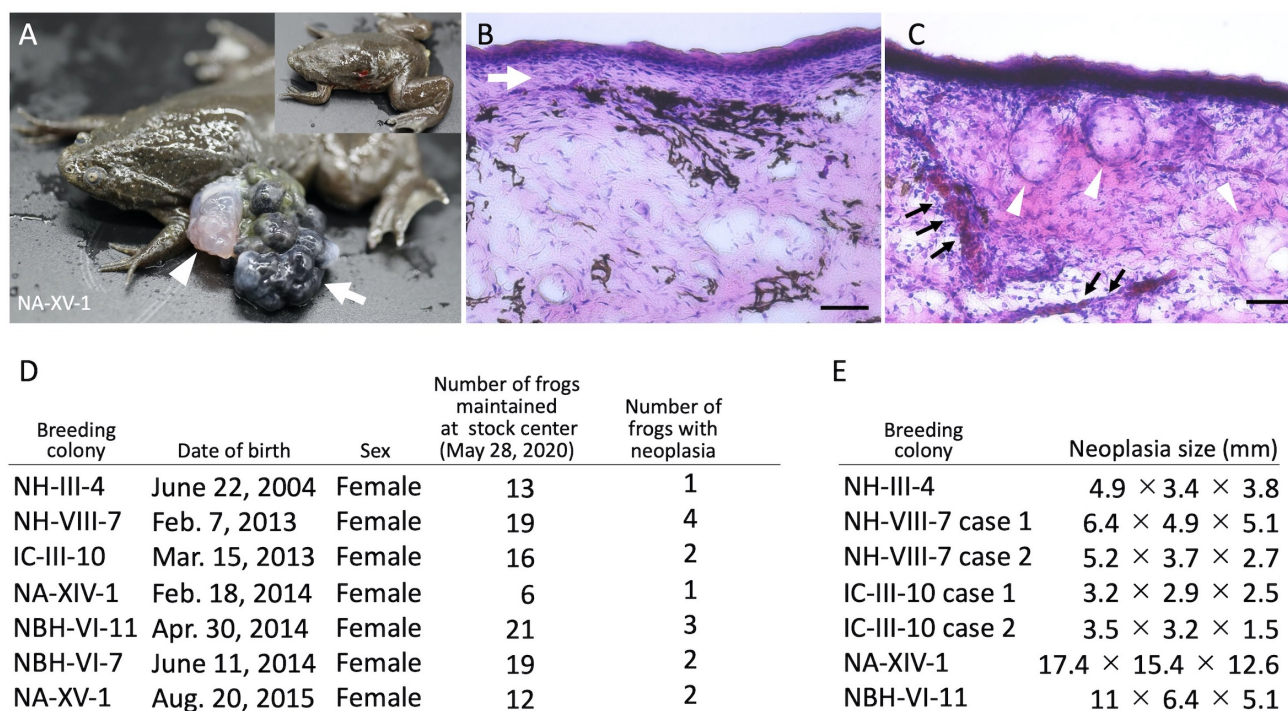 A
B
C
NA-XV-1
D
Breeding colony
Date of birth
Sex
Number of frogs
maintained
at stock center
(May 28, 2020)
Number of
frogs with
neoplasia
NH-III-4 June 22, 2004 Female 13 1
NH-VIII-7 Feb. 7, 2013 Female 19 4
IC-III-10 Mar. 15, 2013 Female 16 2
NA-XIV-1 Feb. 18, 2014 Female 6 1
NBH-VI-11 Apr. 30, 2014 Female 21 3
NBH-VI-7 June 11, 2014 Female 19 2
NA-XV-1 Aug. 20, 2015 Female 12 2
E
Breeding
colony
Neoplasia size (mm)
NH-III-4 4.9 × 3.4 × 3.8
NH-VIII-7 case 1 6.4 × 4.9 × 5.1
NH-VIII-7 case 2 5.2 × 3.7 × 2.7
IC-III-10 case 1 3.2 × 2.9 × 2.5
IC-III-10 case 2 3.5 × 3.2 × 1.5
NA-XIV-1 17.4 × 15.4 × 12.6
NBH-VI-11 11 × 6.4 × 5.1